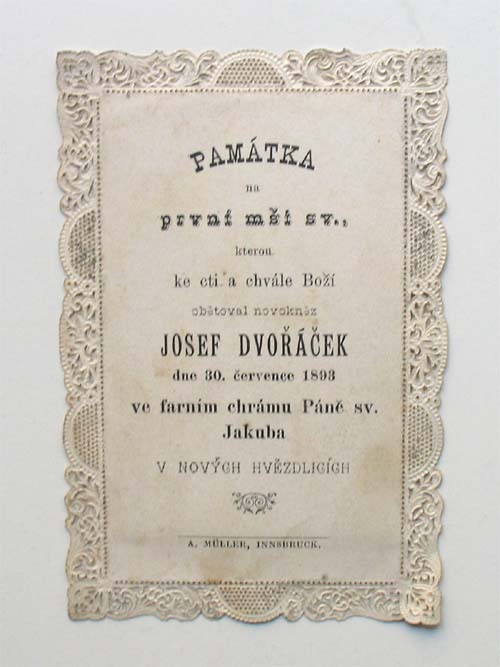 PAMÁTKA
na
první mši sv.,
kterou
ke cti a chvále Boží
obětoval novokněz
JOSEF DVOŘÁČEK
dne 30. července 1893
ve farním chrámu Páně sv.
Jakuba
V NOVÝCH HVĚZDLICÍCH
A. MÜLLER, INNSBRUCK.